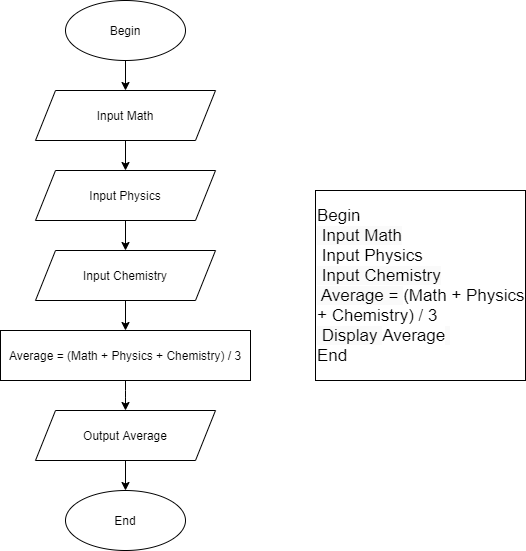 Begin
Input Math
Input Physics
Input Chemistry
Average = (Math + Physics + Chemistry) / 3
Output Average
End
Begin
Input Math
Input Physics
Input Chemistry
Average = (Math + Physics
+ Chemistry) / 3
Display Average
End